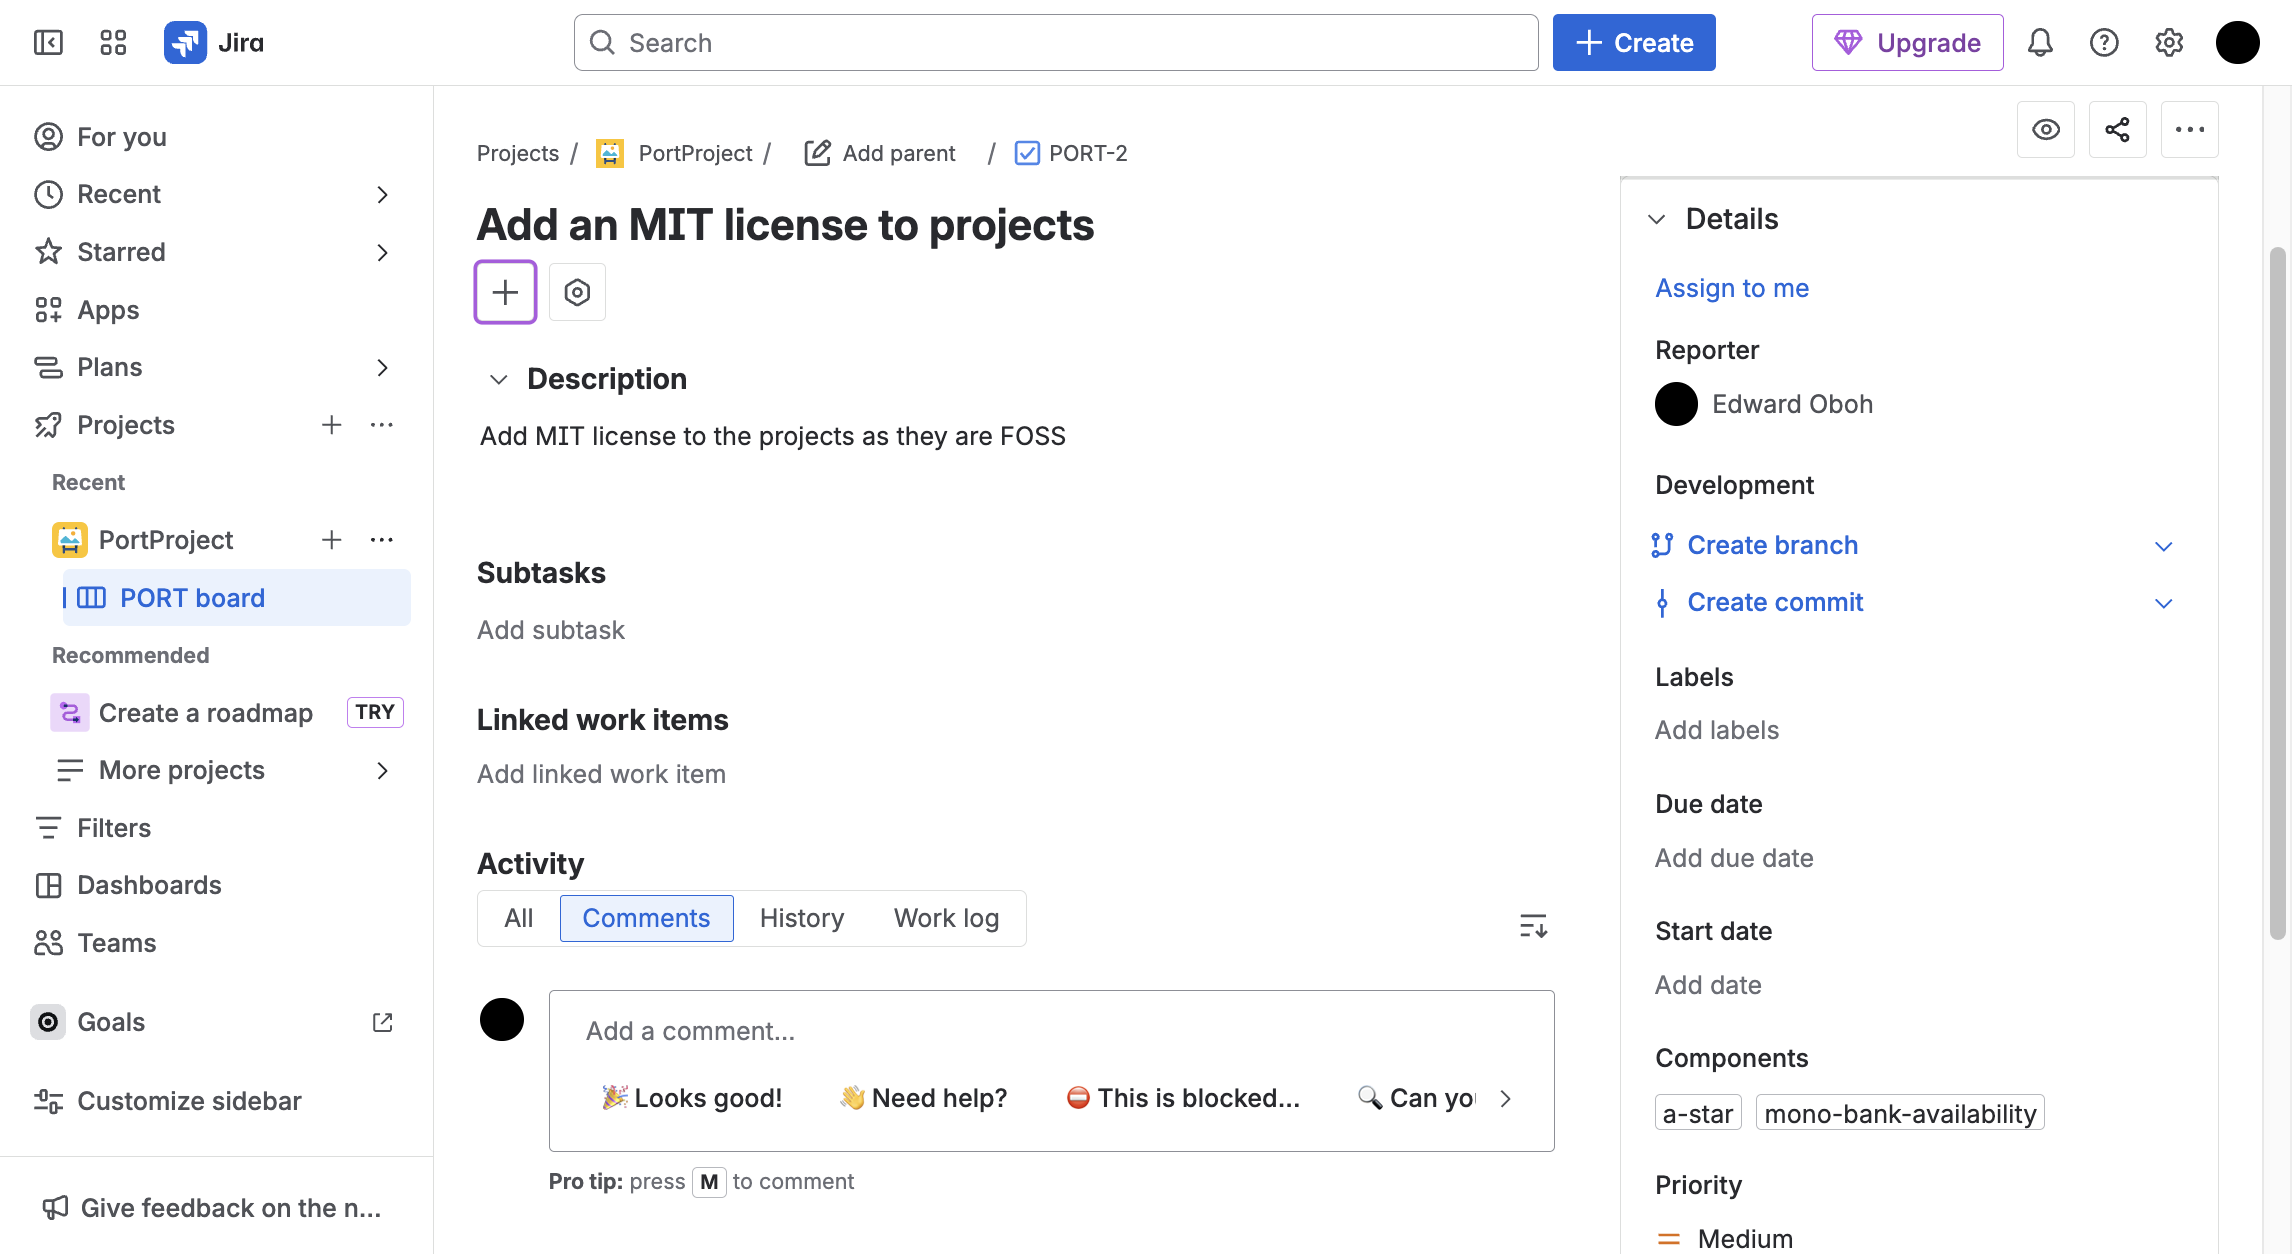 Jira
Search
Create
Upgrade
For you
Recent
Starred
Apps
Plans
Projects
Recent
PortProject
PORT board
Recommended
Create a roadmap TRY
More projects
Filters
Dashboards
Teams
Goals
Customize sidebar
Give feedback on the n...
Projects / PortProject / Add parent / PORT-2
Add an MIT license to projects
Description
Add MIT license to the projects as they are FOSS
Subtasks
Add subtask
Linked work items
Add linked work item
Activity
All Comments History Work log
Add a comment...
🎉 Looks good! 👋 Need help? ⛔ This is blocked... 🔍 Can you
Pro tip: press M to comment
Details
Assign to me
Reporter
Edward Oboh
Development
Create branch
Create commit
Labels
Add labels
Due date
Add due date
Start date
Add date
Components
a-star mono-bank-availability
Priority
Medium